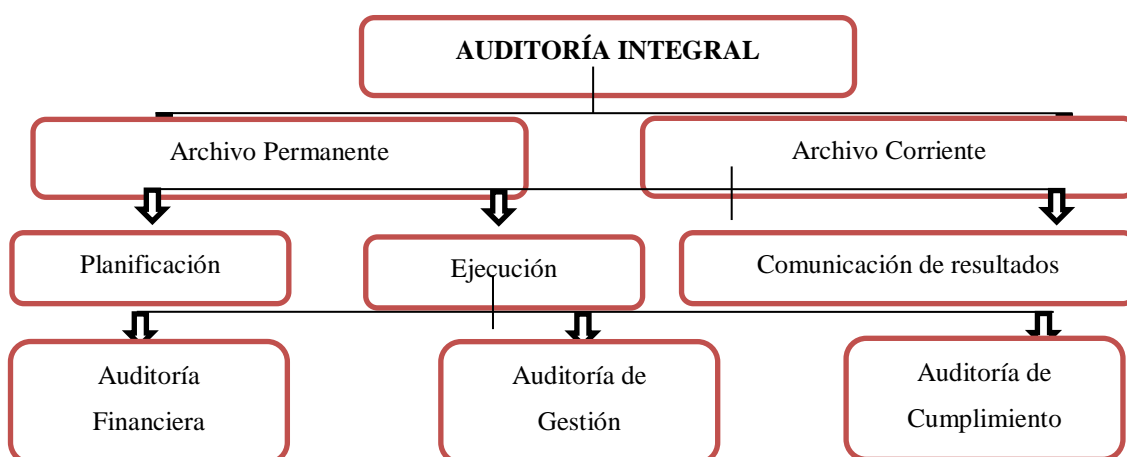 AUDITORÍA INTEGRAL
Archivo Permanente
Archivo Corriente
Planificación
Ejecución
Comunicación de resultados
Auditoría
Financiera
Auditoría de
Gestión
Auditoría de
Cumplimiento